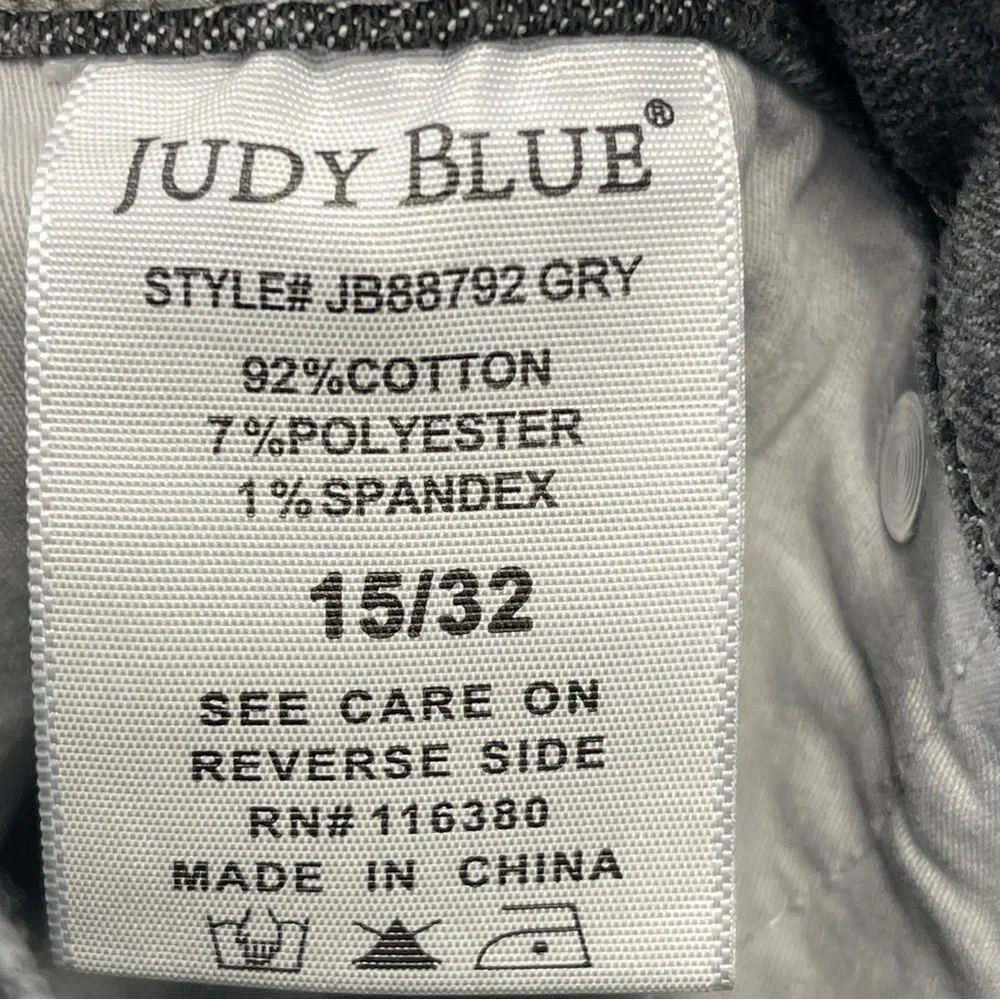 JUDY BLUE®
STYLE# JB88792 GRY
92%COTTON
7%POLYESTER
1%SPANDEX
15/32
SEE CARE ON
REVERSE SIDE
RN# 116380
MADE IN CHINA